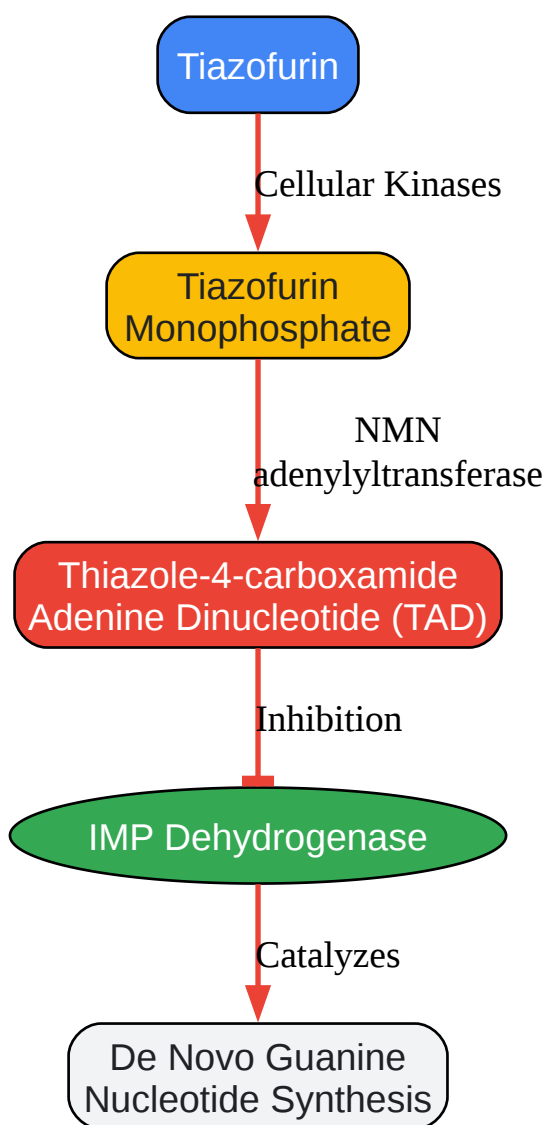 Tiazofurin
Cellular Kinases
Tiazofurin
Monophosphate
NMN
adenylyltransferase
Thiazole-4-carboxamide
Adenine Dinucleotide (TAD)
Inhibition
IMP Dehydrogenase
Catalyzes
De Novo Guanine
Nucleotide Synthesis